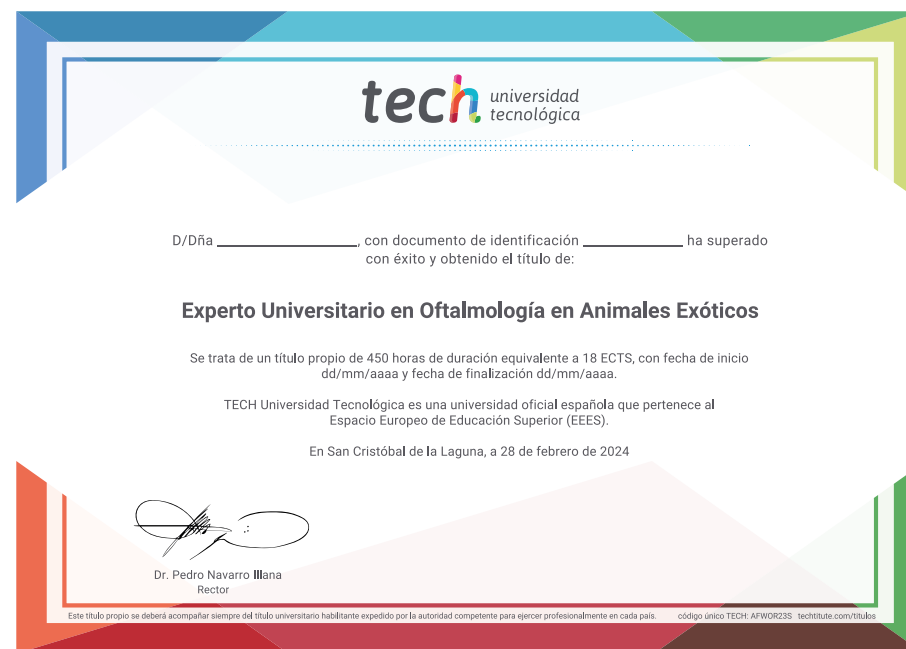 tech universidad
tecnológica
D/Dña ____________________, con documento de identificación ______________ ha superado
con éxito y obtenido el título de:
Experto Universitario en Oftalmología en Animales Exóticos
Se trata de un título propio de 450 horas de duración equivalente a 18 ECTS, con fecha de inicio
dd/mm/aaaa y fecha de finalización dd/mm/aaaa.
TECH Universidad Tecnológica es una universidad oficial española que pertenece al
Espacio Europeo de Educación Superior (EEES).
En San Cristóbal de la Laguna, a 28 de febrero de 2024
Dr. Pedro Navarro Illana
Rector
Este título propio se deberá acompañar siempre del título universitario habilitante expedido por la autoridad competente para ejercer profesionalmente en cada país. código único TECH: AFWOR23S techtitute.com/titulos